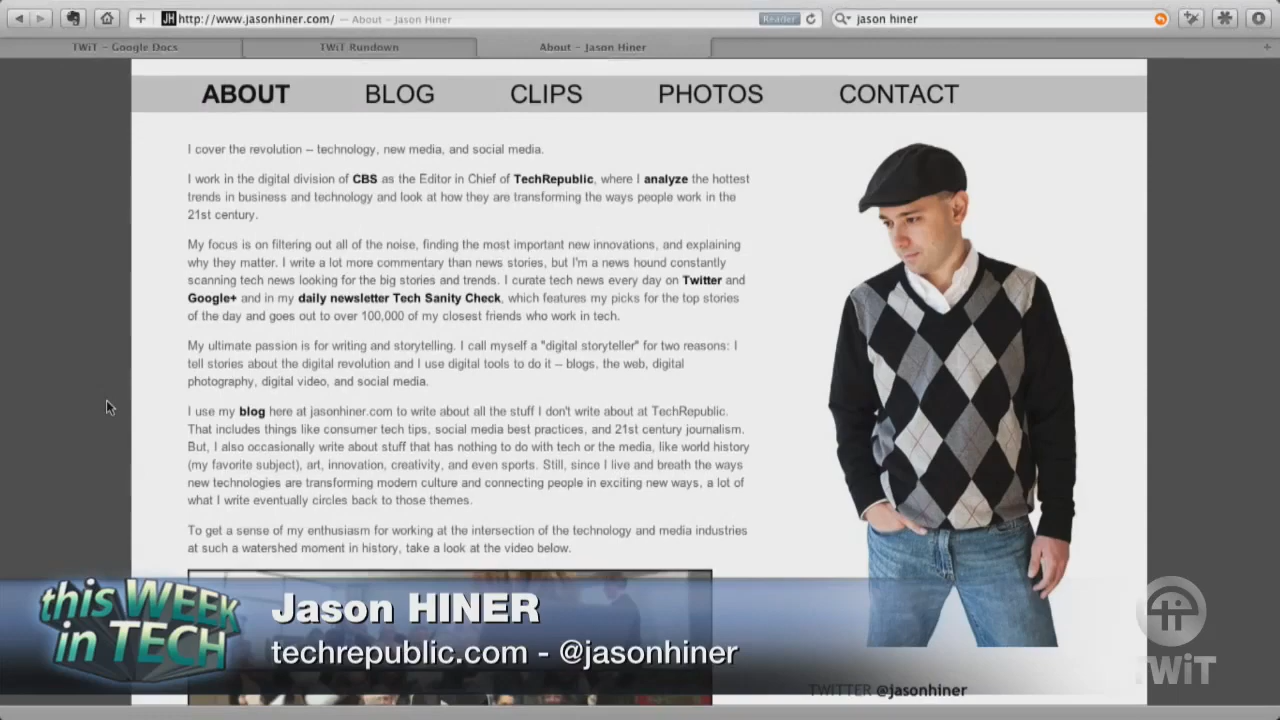 JH http://www.jasonhiner.com/ — About – Jason Hiner
Reader
jason hiner
TWiT – Google Docs
TWiT Rundown
About – Jason Hiner
ABOUT BLOG CLIPS PHOTOS CONTACT
I cover the revolution – technology, new media, and social media.
I work in the digital division of CBS as the Editor in Chief of TechRepublic, where I analyze the hottest
trends in business and technology and look at how they are transforming the ways people work in the
21st century.
My focus is on filtering out all of the noise, finding the most important new innovations, and explaining
why they matter. I write a lot more commentary than news stories, but I'm a news hound constantly
scanning tech news looking for the big stories and trends. I curate tech news every day on Twitter and
Google+ and in my daily newsletter Tech Sanity Check, which features my picks for the top stories
of the day and goes out to over 100,000 of my closest friends who work in tech.
My ultimate passion is for writing and storytelling. I call myself a "digital storyteller" for two reasons: I
tell stories about the digital revolution and I use digital tools to do it – blogs, the web, digital
photography, digital video, and social media.
I use my blog here at jasonhiner.com to write about all the stuff I don't write about at TechRepublic.
That includes things like consumer tech tips, social media best practices, and 21st century journalism.
But, I also occasionally write about stuff that has nothing to do with tech or the media, like world history
(my favorite subject), art, innovation, creativity, and even sports. Still, since I live and breath the ways
new technologies are transforming modern culture and connecting people in exciting new ways, a lot of
what I write eventually circles back to those themes.
To get a sense of my enthusiasm for working at the intersection of the technology and media industries
at such a watershed moment in history, take a look at the video below.
this WEEK
in TECH
Jason HINER
techrepublic.com - @jasonhiner
TWITTER @jasonhiner
TWiT